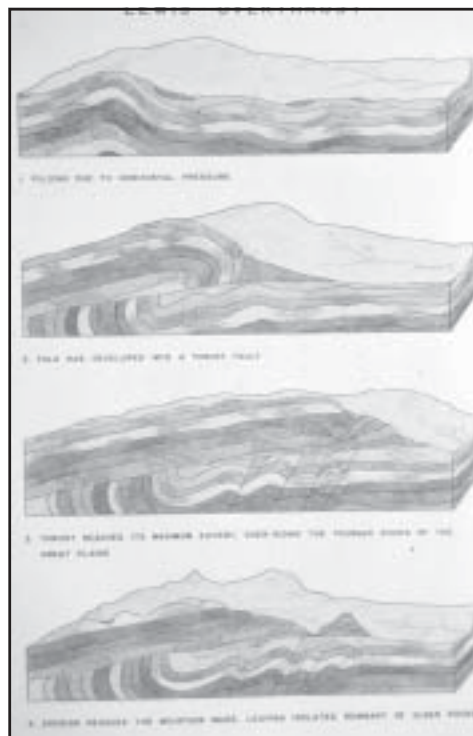 LEWIS OVERTHRUST
1 FOLDING DUE TO HORIZONTAL PRESSURE
2 FOLD HAS DEVELOPED INTO A THRUST FAULT
3 THRUST REACHES ITS MAXIMUM EXTENT, OVER-RIDING THE YOUNGER ROCKS OF THE
GREAT PLAINS
4 EROSION REDUCES THE MOUNTAIN MASS, LEAVING ISOLATED REMNANT OF OLDER ROCKS